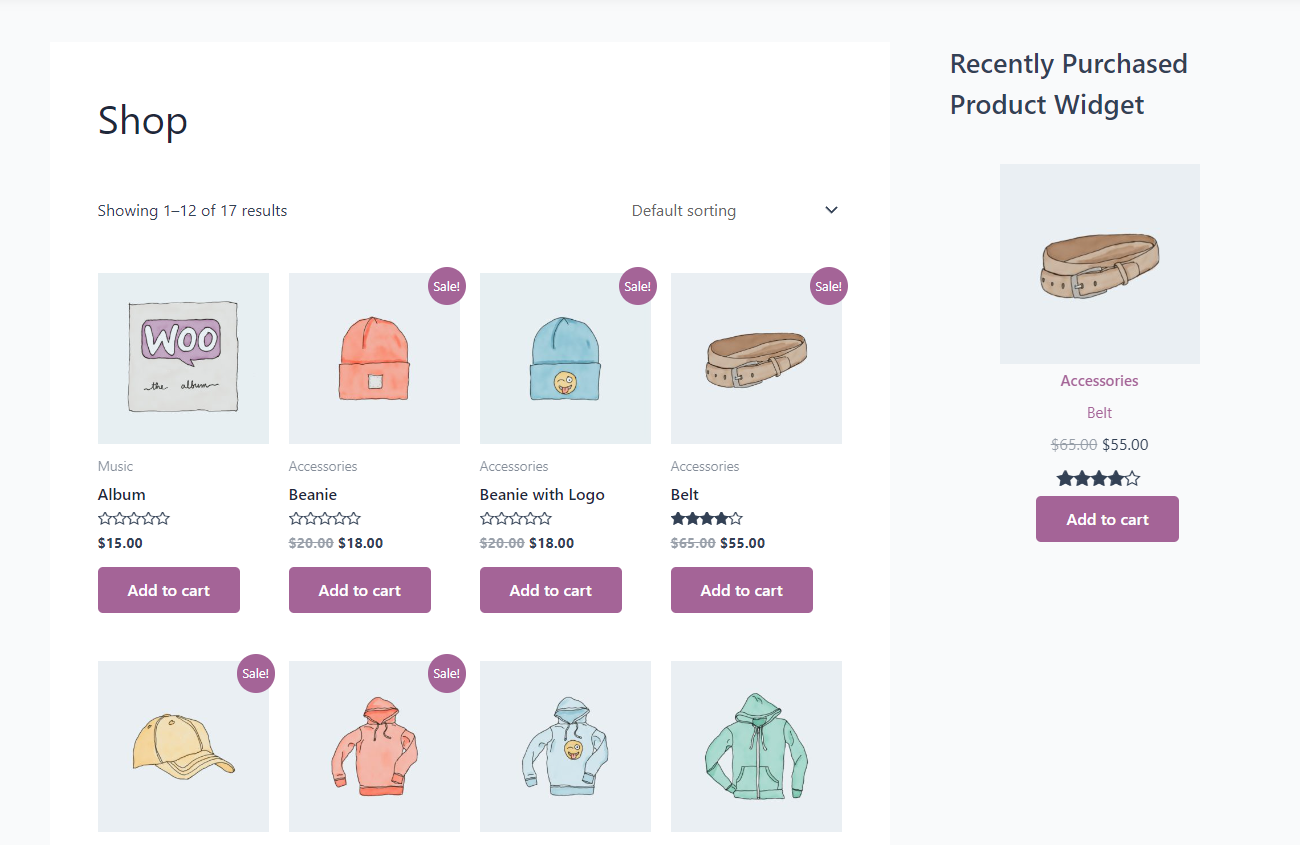 Shop
Showing 1–12 of 17 results
Default sorting
WOO
the album
Sale!
Sale!
Sale!
Music
Accessories
Accessories
Accessories
Album
Beanie
Beanie with Logo
Belt
$15.00
$20.00 $18.00
$20.00 $18.00
$65.00 $55.00
Add to cart
Add to cart
Add to cart
Add to cart
Sale!
Sale!
Recently Purchased
Product Widget
Accessories
Belt
$65.00 $55.00
Add to cart